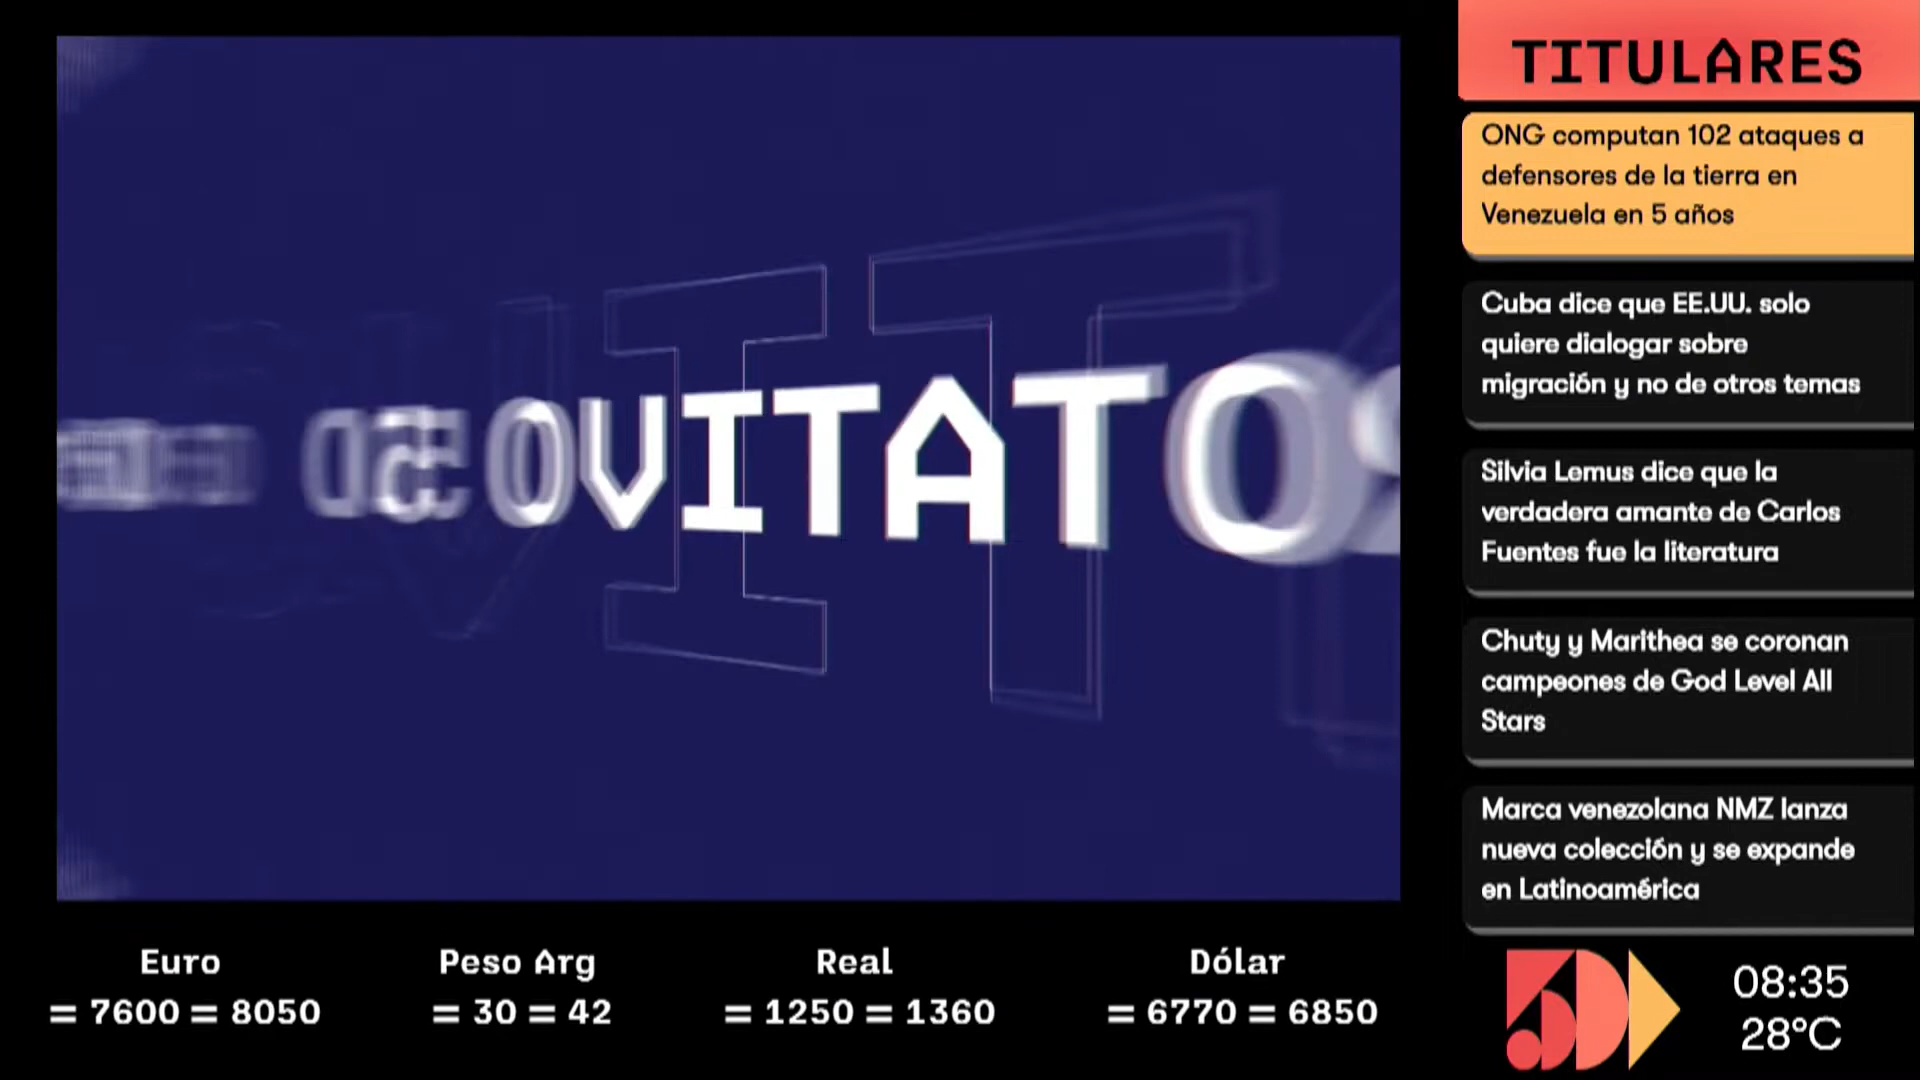 TITULARES
ONG computan 102 ataques a
defensores de la tierra en
Venezuela en 5 años
Cuba dice que EE.UU. solo
quiere dialogar sobre
migración y no de otros temas
Silvia Lemus dice que la
verdadera amante de Carlos
Fuentes fue la literatura
Chuty y Marithea se coronan
campeones de God Level All
Stars
Marca venezolana NMZ lanza
nueva colección y se expande
en Latinoamérica
Euro
= 7600 = 8050
Peso Arg
= 30 = 42
Real
= 1250 = 1360
Dólar
= 6770 = 6850
08:35
28°C